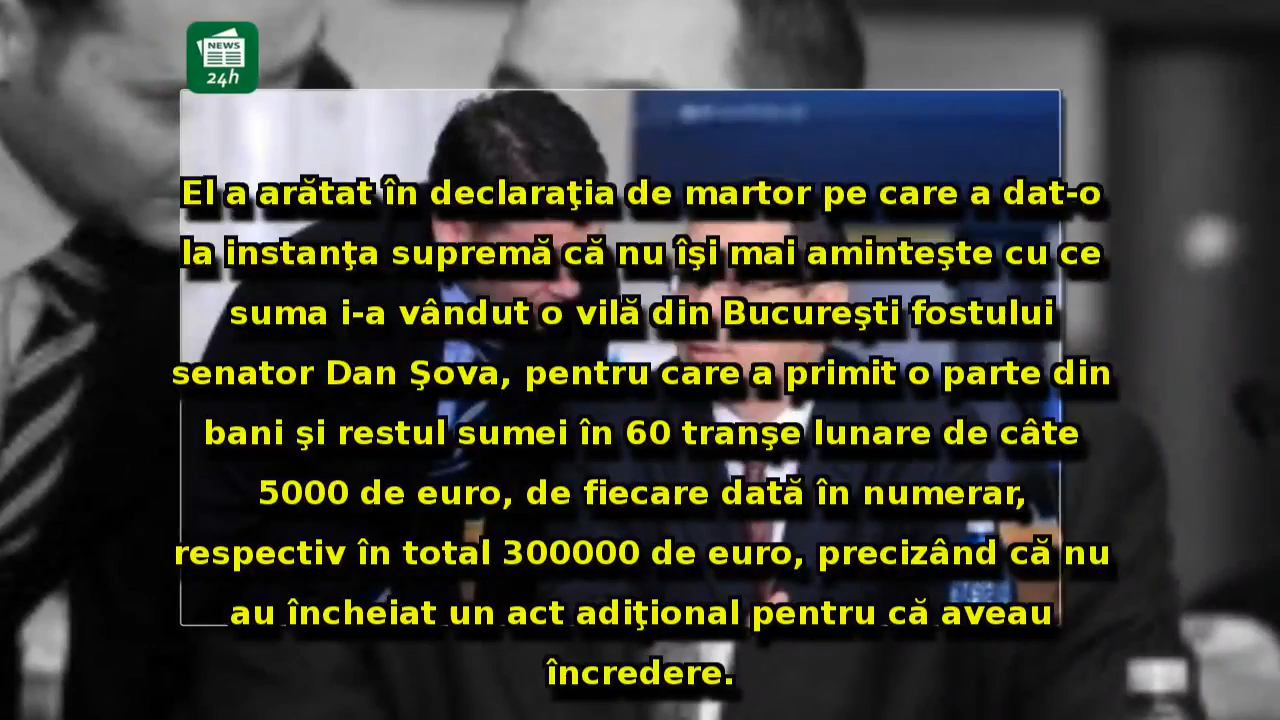 NEWS
24h
El a arătat în declaraţia de martor pe care a dat-o
la instanţa supremă că nu îşi mai aminteşte cu ce
suma i-a vândut o vilă din Bucureşti fostului
senator Dan Şova, pentru care a primit o parte din
bani şi restul sumei în 60 tranşe lunare de câte
5000 de euro, de fiecare dată în numerar,
respectiv în total 300000 de euro, precizând că nu
au încheiat un act adiţional pentru că aveau
încredere.